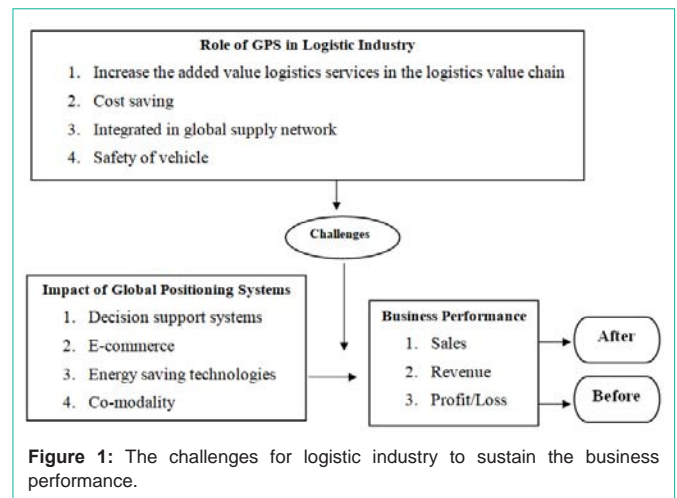 Role of GPS in Logistic Industry
1. Increase the added value logistics services in the logistics value chain
2. Cost saving
3. Integrated in global supply network
4. Safety of vehicle
Challenges
Impact of Global Positioning Systems
1. Decision support systems
2. E-commerce
3. Energy saving technologies
4. Co-modality
Business Performance
1. Sales
2. Revenue
3. Profit/Loss
After
Before
Figure 1: The challenges for logistic industry to sustain the business
performance.